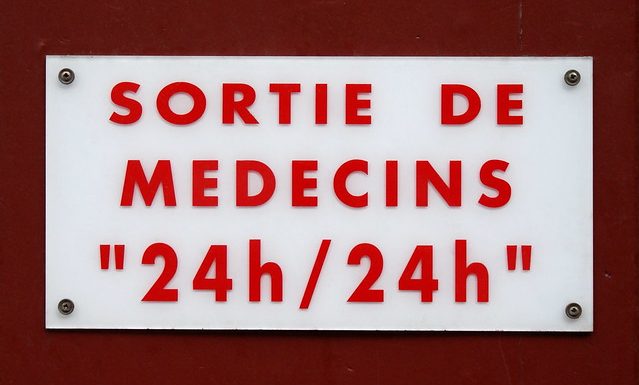 SORTIE DE
MEDECINS
"24h/24h"